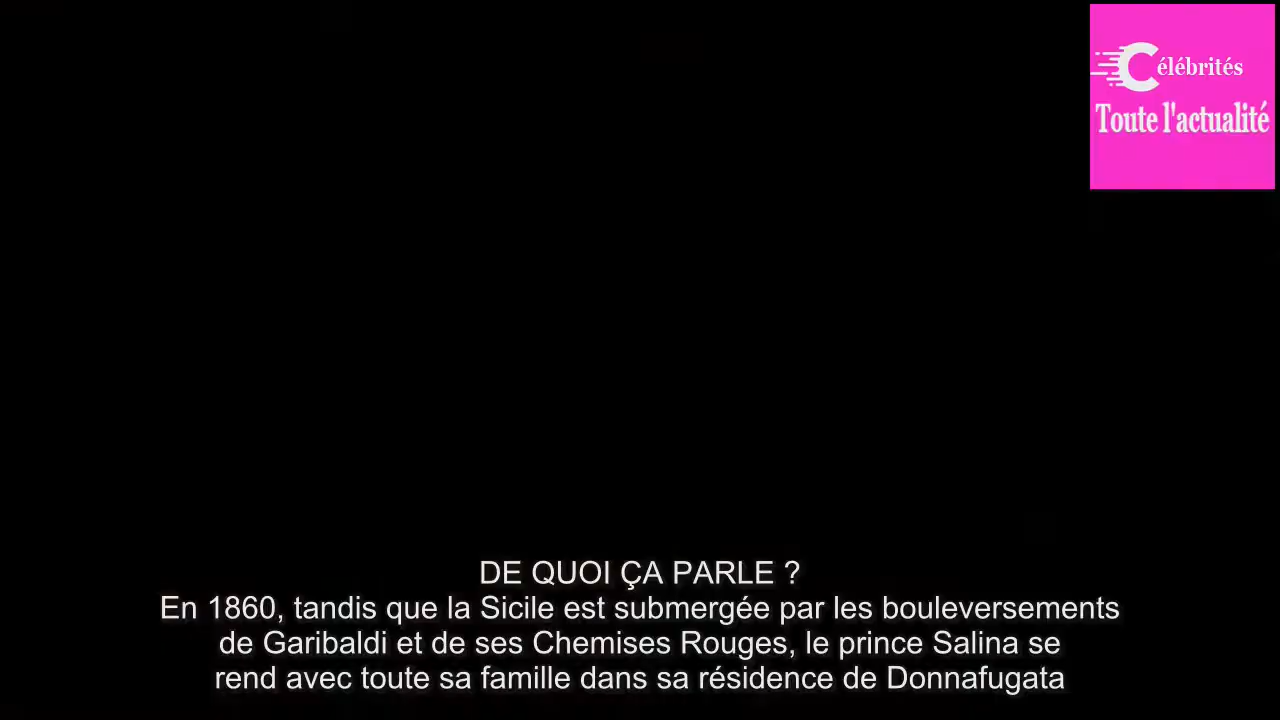 Célébrités
Toute l'actualité
DE QUOI ÇA PARLE ?
En 1860, tandis que la Sicile est submergée par les bouleversements
de Garibaldi et de ses Chemises Rouges, le prince Salina se
rend avec toute sa famille dans sa résidence de Donnafugata